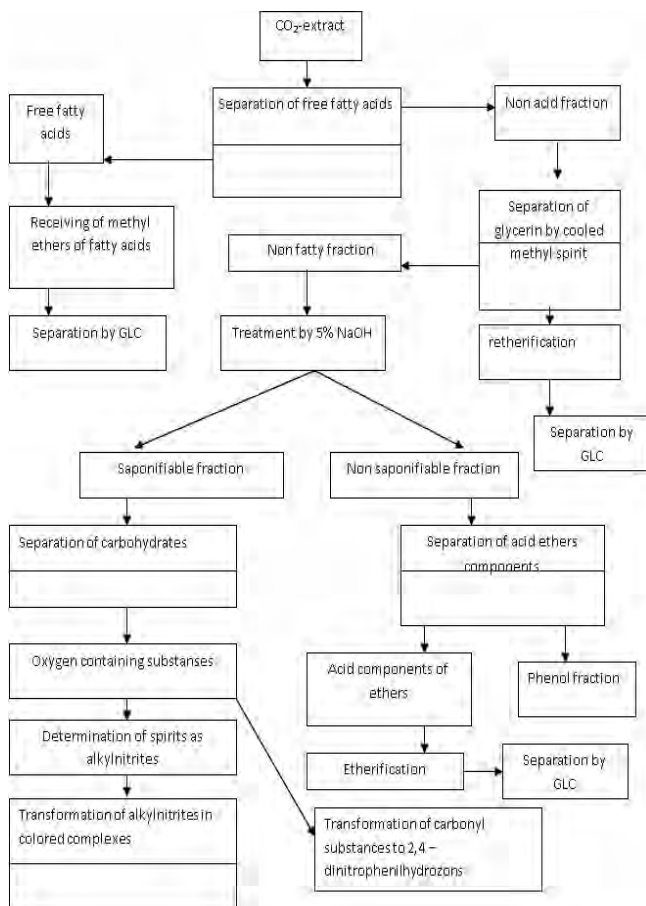 CO₂-extract
Separation of free fatty acids
Non acid fraction
Free fatty
acids
Receiving of methyl
ethers of fatty acids
Separation of
glycerin by cooled
methyl spirit
Non fatty fraction
Separation by GLC
Treatment by 5% NaOH
retherification
Separation by
GLC
Saponifiable fraction
Non saponifiable fraction
Separation of carbohydrates
Separation of acid ethers
components
Oxygen containing substanses
Acid components of
ethers
Phenol fraction
Determination of spirits as
alkylnitrites
Etherification
Separation by
GLC
Transformation of alkylnitrites in
colored complexes
Transformation of carbonyl
substances to 2,4 –
dinitrophenilhydrozons